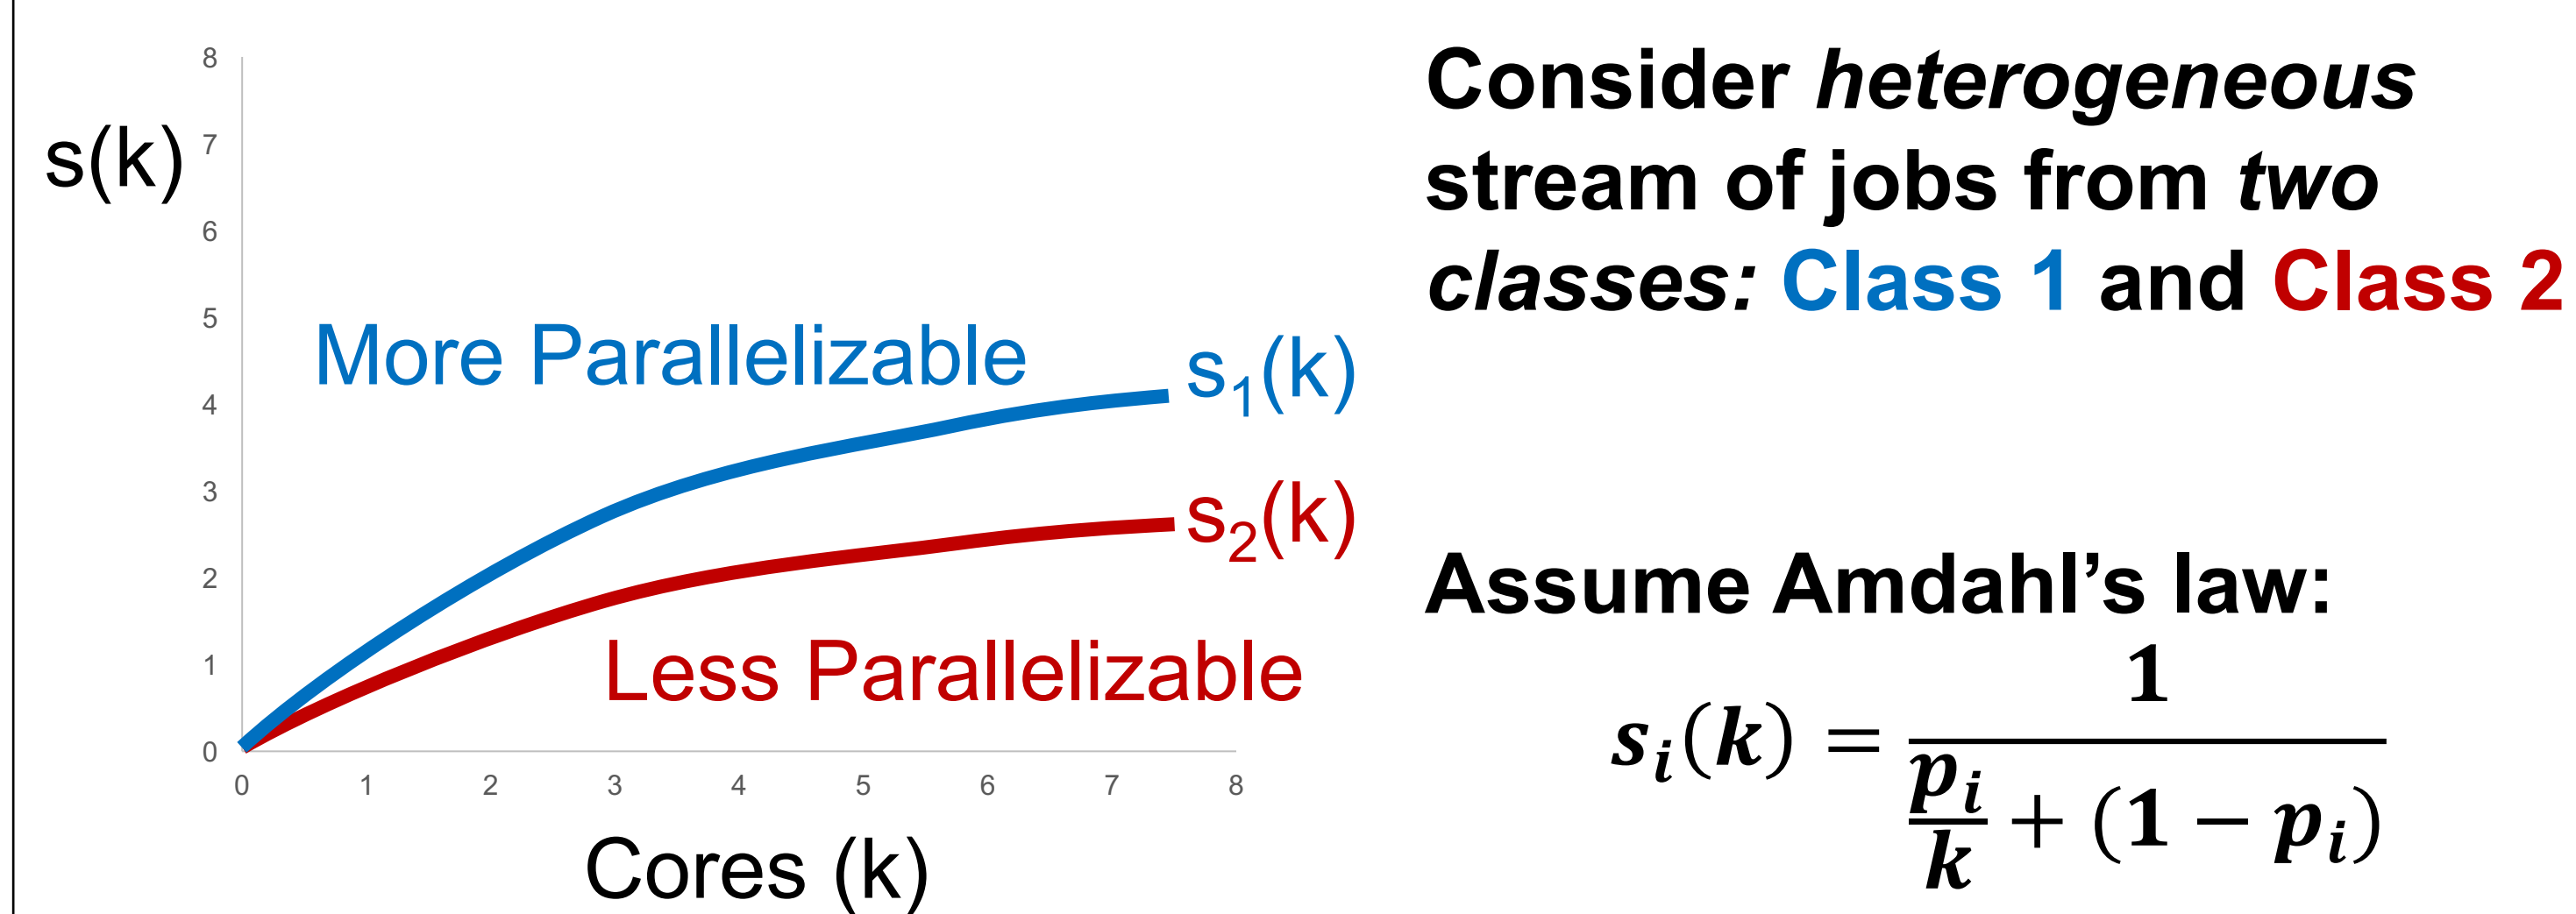 8
7
6
5
4
3
2
1
0
s(k)
More Parallelizable
s₁(k)
s₂(k)
Less Parallelizable
0 1 2 3 4 5 6 7 8
Cores (k)
Consider heterogeneous
stream of jobs from two
classes: Class 1 and Class 2
Assume Amdahl’s law:
sᵢ(k) = 1 / (pᵢ/k + (1 − pᵢ))